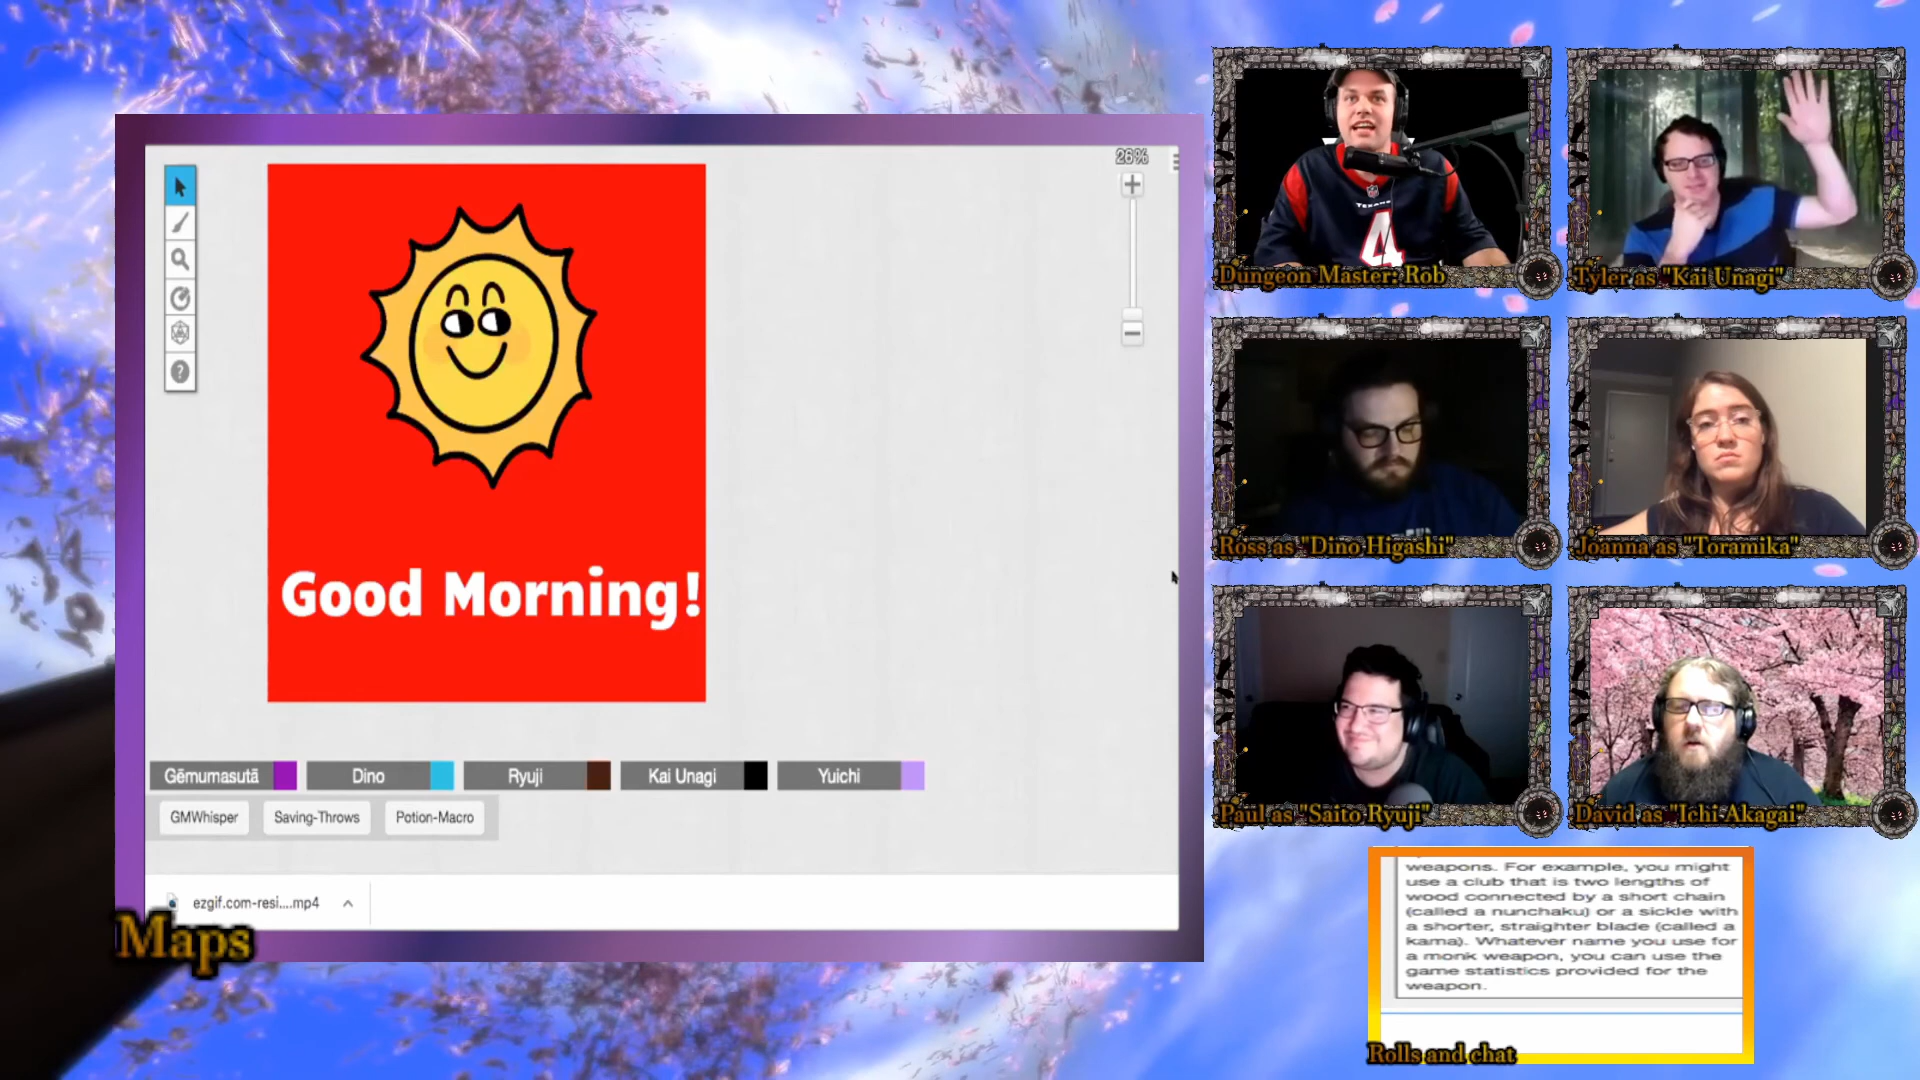 26%
Good Morning!
Gēmumasutā
Dino
Ryuji
Kai Unagi
Yuichi
GMWhisper
Saving-Throws
Potion-Macro
ezgif.com-resi....mp4
Maps
TEXANS
4
Dungeon Master: Rob
Tyler as "Kai Unagi"
Ross as "Dino Higashi"
Joanna as "Toramika"
Paul as "Saito Ryuji"
David as "Ichi Akagai"
weapons. For example, you might
use a club that is two lengths of
wood connected by a short chain
(called a nunchaku) or a sickle with
a shorter, straighter blade (called a
kama). Whatever name you use for
a monk weapon, you can use the
game statistics provided for the
weapon.
Rolls and chat